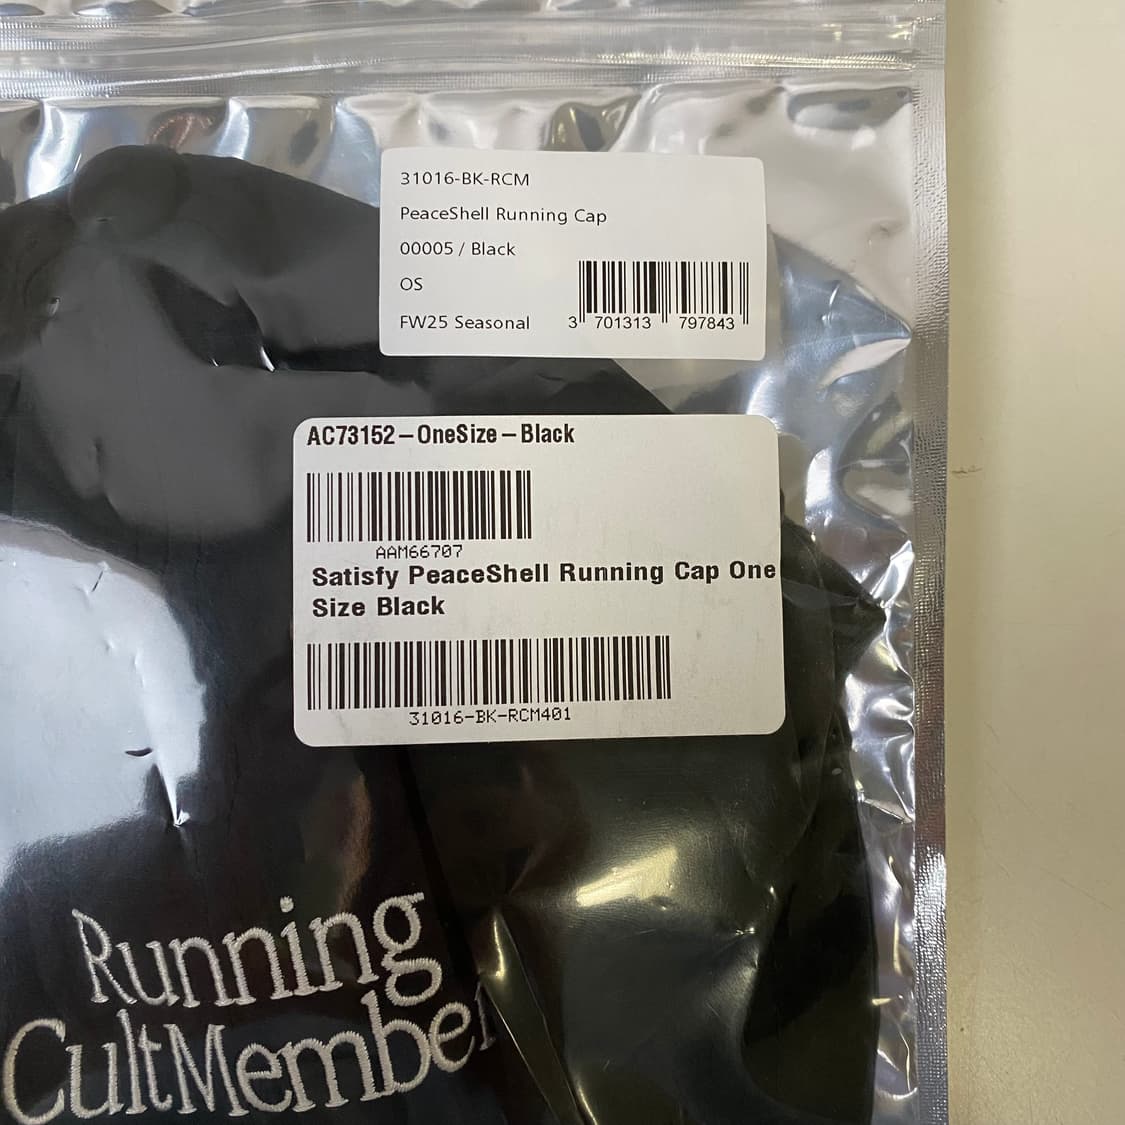 31016-BK-RCM
PeaceShell Running Cap
00005 / Black
OS
FW25 Seasonal
3 701313 797843
AC73152-OneSize-Black
AAM66707
Satisfy PeaceShell Running Cap One
Size Black
31016-BK-RCM401
Running
CultMember